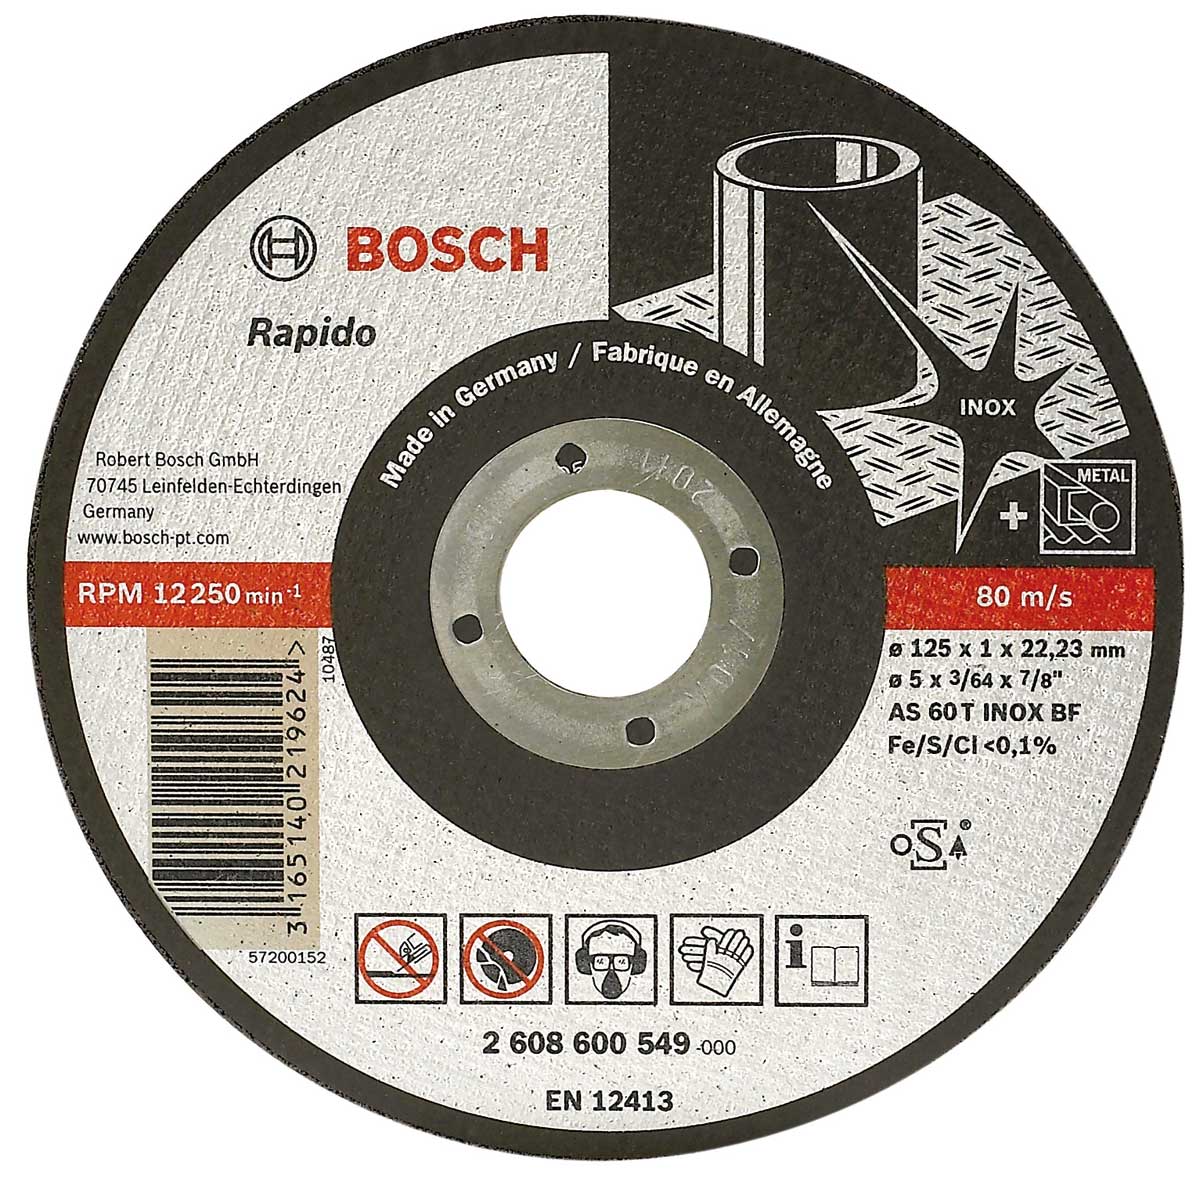 BOSCH
Rapido
Made in Germany / Fabrique en Allemagne
INOX
METAL
+
Robert Bosch GmbH
70745 Leinfelden-Echterdingen
Germany
www.bosch-pt.com
RPM 12 250 min⁻¹
80 m/s
ø 125 x 1 x 22,23 mm
ø 5 x 3/64 x 7/8"
AS 60 T INOX BF
Fe/S/Cl <0,1%
oSA®
10487
3 165140 219624 >
57200152
2 608 600 549 -000
EN 12413
2011